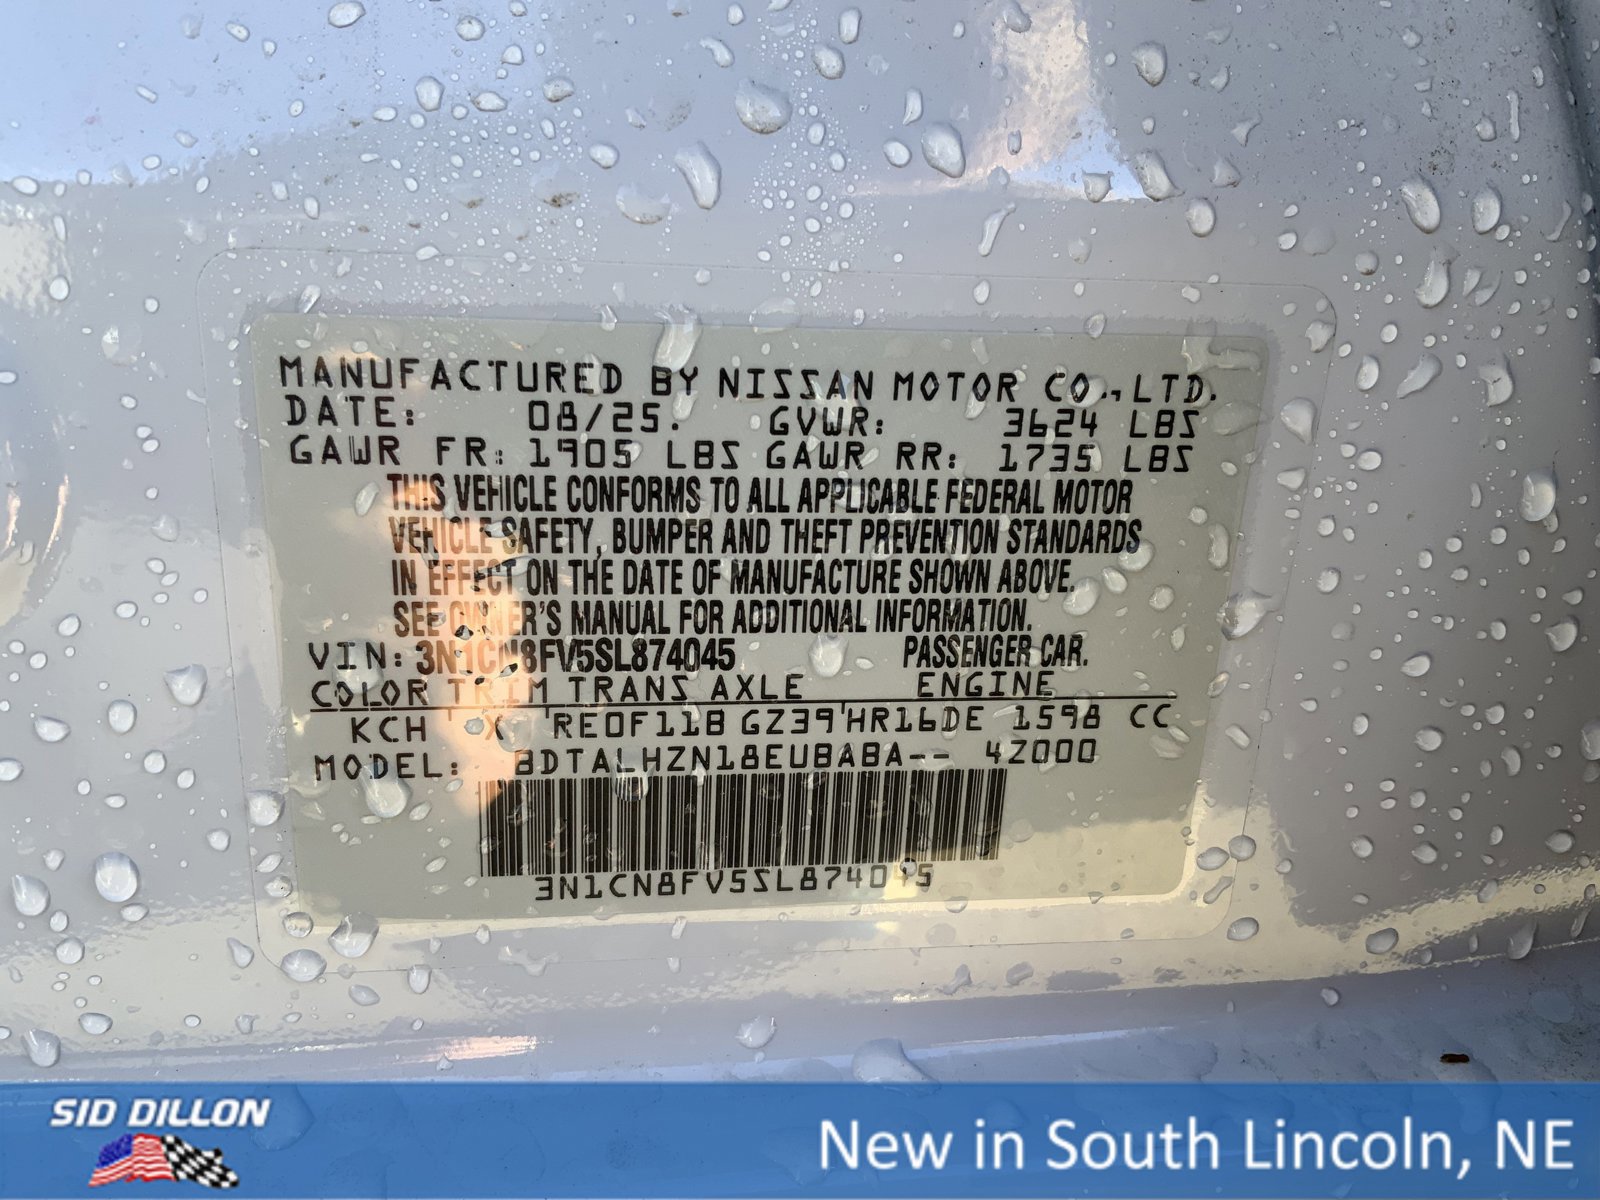 MANUFACTURED BY NISSAN MOTOR CO., LTD.
DATE: 08/25. GVWR: 3624 LBS
GAWR FR: 1905 LBS GAWR RR: 1735 LBS
THIS VEHICLE CONFORMS TO ALL APPLICABLE FEDERAL MOTOR
VEHICLE SAFETY, BUMPER AND THEFT PREVENTION STANDARDS
IN EFFECT ON THE DATE OF MANUFACTURE SHOWN ABOVE.
SEE OWNER'S MANUAL FOR ADDITIONAL INFORMATION.
VIN: 3N1CN8FV5SL874045 PASSENGER CAR.
COLOR TRIM TRANS AXLE ENGINE
KCH X RE0F11B GZ39 HR16DE 1598 CC
MODEL: BDTALHZN18EUBABA-- 4Z000
3N1CN8FV5SL874045
SID DILLON
New in South Lincoln, NE